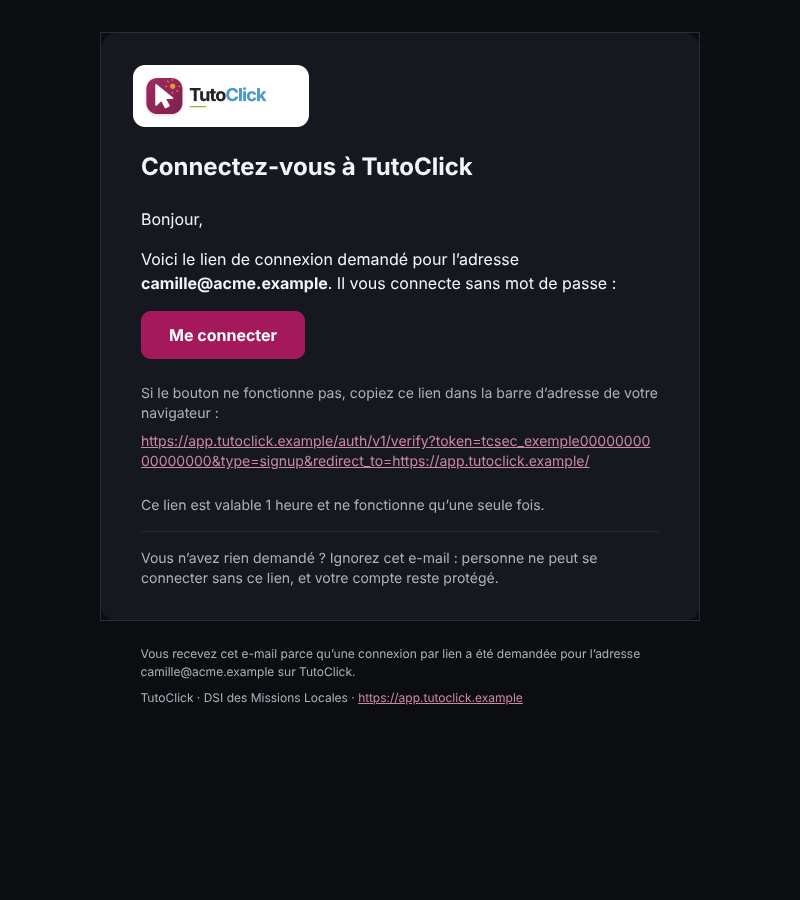 TutoClick
Connectez-vous à TutoClick
Bonjour,
Voici le lien de connexion demandé pour l’adresse
camille@acme.example. Il vous connecte sans mot de passe :
Me connecter
Si le bouton ne fonctionne pas, copiez ce lien dans la barre d’adresse de votre
navigateur :
https://app.tutoclick.example/auth/v1/verify?token=tcsec_exemple00000000
00000000&type=signup&redirect_to=https://app.tutoclick.example/
Ce lien est valable 1 heure et ne fonctionne qu’une seule fois.
Vous n’avez rien demandé ? Ignorez cet e-mail : personne ne peut se
connecter sans ce lien, et votre compte reste protégé.
Vous recevez cet e-mail parce qu’une connexion par lien a été demandée pour l’adresse
camille@acme.example sur TutoClick.
TutoClick · DSI des Missions Locales · https://app.tutoclick.example